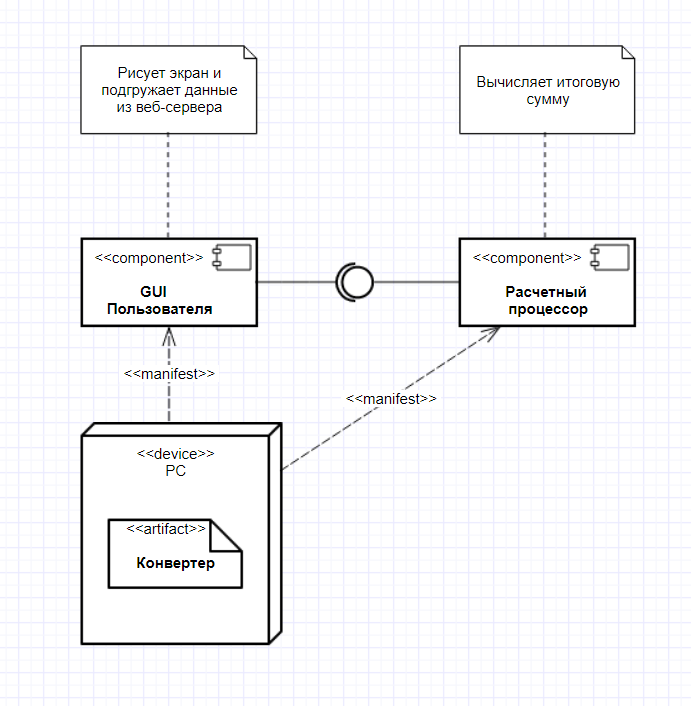 Рисует экран и
подгружает данные
из веб-сервера
Вычисляет итоговую
сумму
<<component>>
GUI
Пользователя
<<component>>
Расчетный
процессор
<<manifest>>
<<manifest>>
<<device>>
PC
<<artifact>>
Конвертер